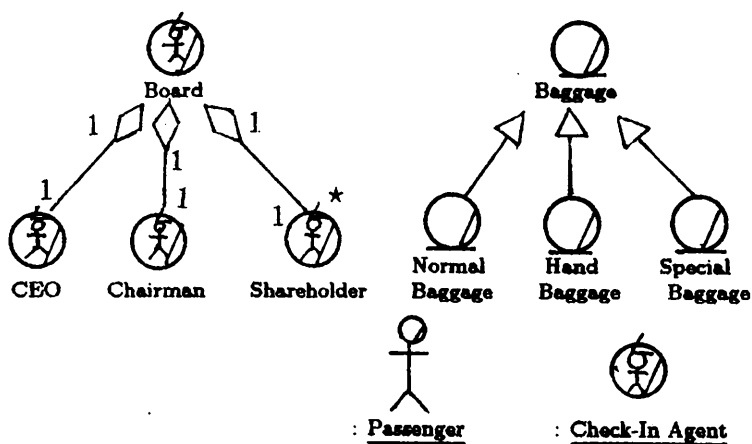 Board
Baggage
1
1
1
1
1
1
1 *
CEO
Chairman
Shareholder
Normal
Baggage
Hand
Baggage
Special
Baggage
: Passenger
: Check-In Agent